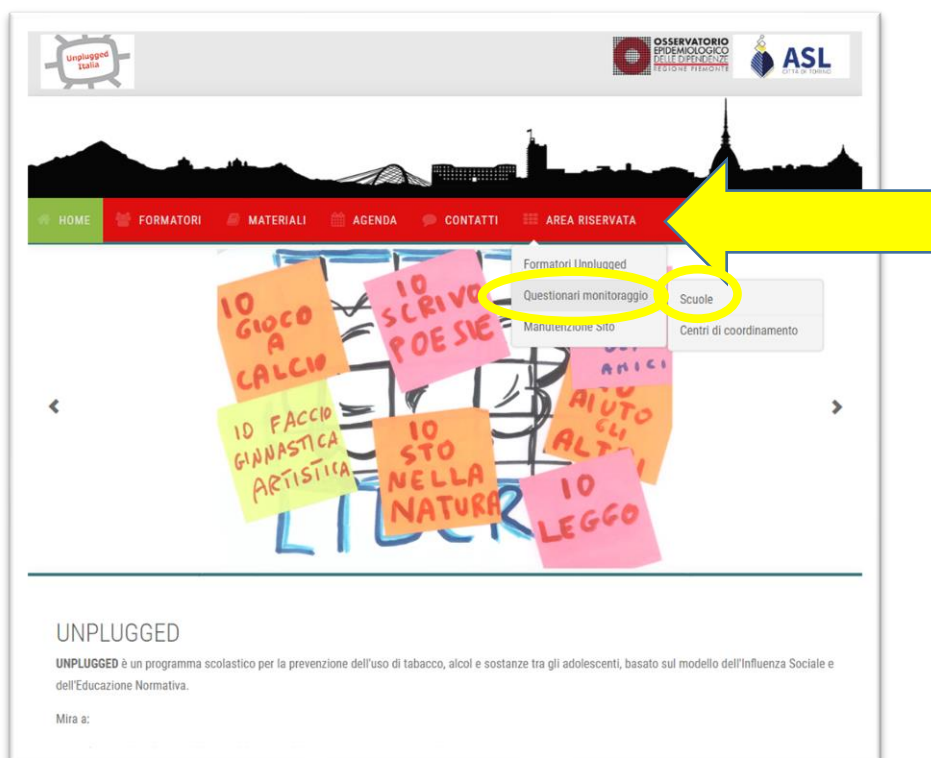 Unplugged
Italia
OSSERVATORIO
EPIDEMIOLOGICO
DELLE DIPENDENZE
REGIONE PIEMONTE
ASL
CITTÀ DI TORINO
HOME FORMATORI MATERIALI AGENDA CONTATTI AREA RISERVATA
Formatori Unplugged
Questionari monitoraggio
Manutenzione Sito
Scuole
Centri di coordinamento
IO
GIOCO
A
CALCIO
IO
SCRIVO
POESIE
AMICI
IO FACCIO
GINNASTICA
ARTISTICA
IO
STO
NELLA
NATURA
AIUTO
GLI
ALTRI
IO
LEGGO
UNPLUGGED
UNPLUGGED è un programma scolastico per la prevenzione dell'uso di tabacco, alcol e sostanze tra gli adolescenti, basato sul modello dell'Influenza Sociale e
dell'Educazione Normativa.
Mira a: